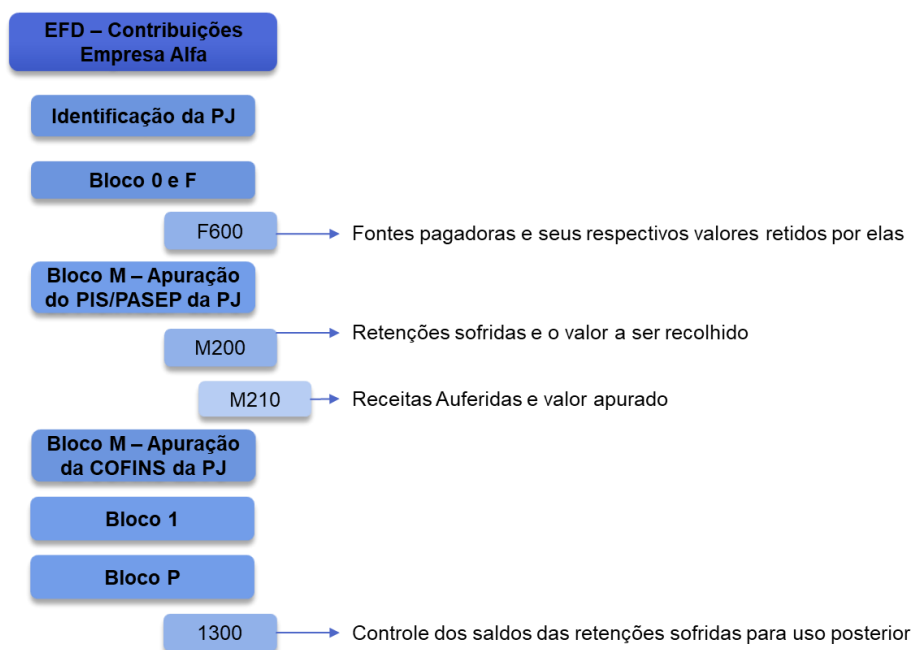 EFD – Contribuições
Empresa Alfa
Identificação da PJ
Bloco 0 e F
F600
Fontes pagadoras e seus respectivos valores retidos por elas
Bloco M – Apuração
do PIS/PASEP da PJ
M200
Retenções sofridas e o valor a ser recolhido
M210
Receitas Auferidas e valor apurado
Bloco M – Apuração
da COFINS da PJ
Bloco 1
Bloco P
1300
Controle dos saldos das retenções sofridas para uso posterior